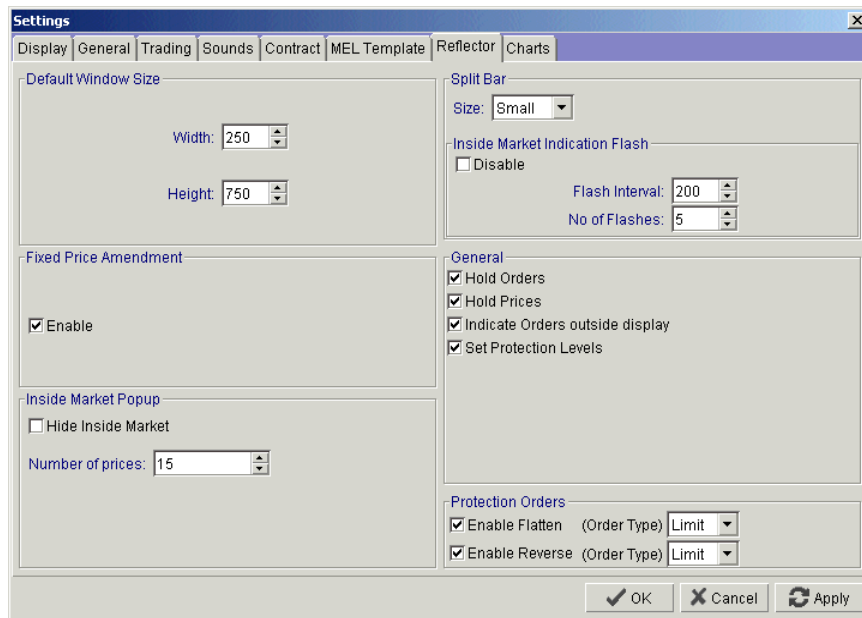 Settings
Display General Trading Sounds Contract MEL Template Reflector Charts
Default Window Size
Width: 250
Height: 750
Split Bar
Size: Small
Inside Market Indication Flash
Disable
Flash Interval: 200
No of Flashes: 5
Fixed Price Amendment
Enable
General
Hold Orders
Hold Prices
Indicate Orders outside display
Set Protection Levels
Inside Market Popup
Hide Inside Market
Number of prices: 15
Protection Orders
Enable Flatten (Order Type) Limit
Enable Reverse (Order Type) Limit
OK Cancel Apply